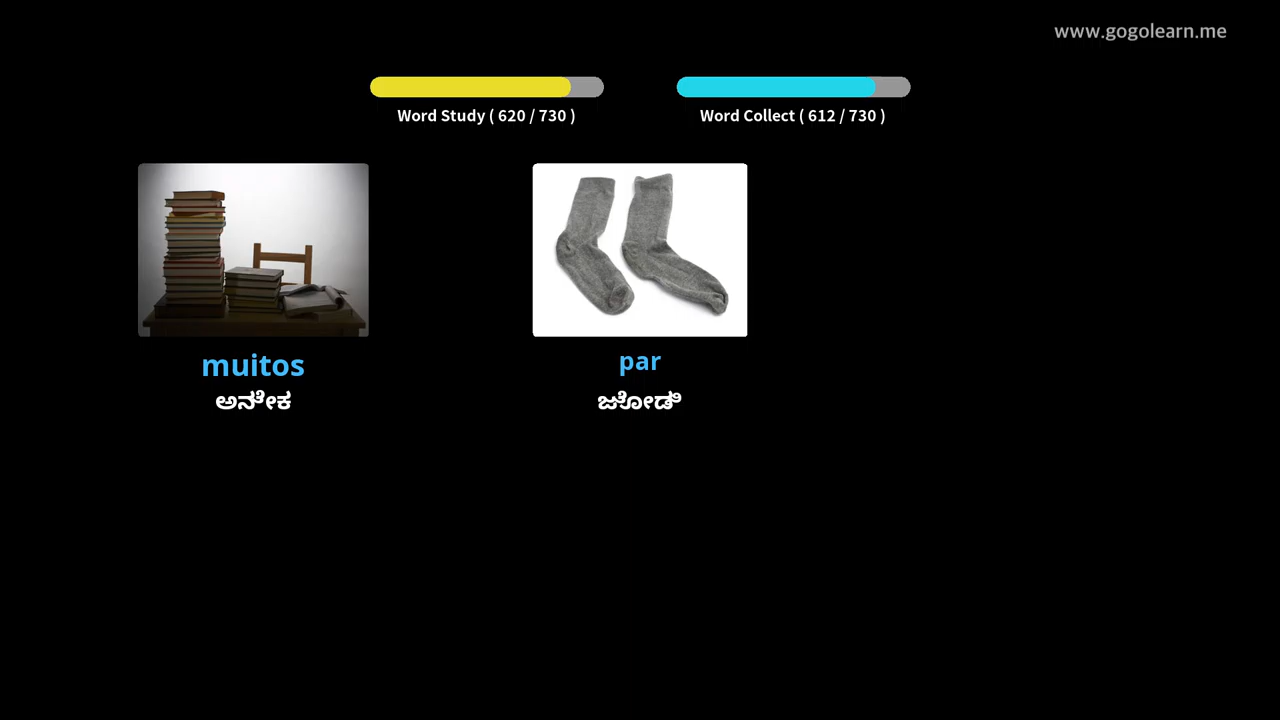 www.gogolearn.me
Word Study ( 620 / 730 )
Word Collect ( 612 / 730 )
muitos
ಅನೇಕ
par
ಜೋಡಿ